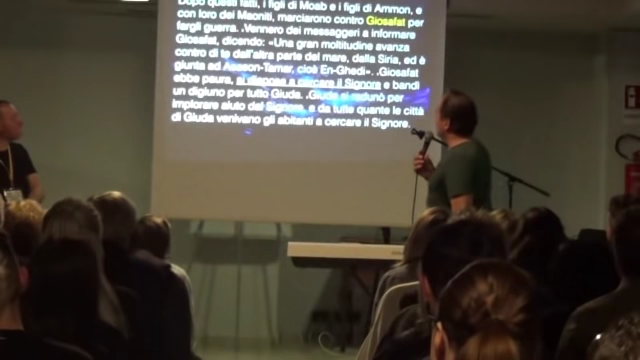 Dopo questi fatti, i figli di Moab e i figli di Ammon, e
con loro dei Maoniti, marciarono contro Giosafat per
fargli guerra. .Vennero dei messaggeri a informare
Giosafat, dicendo: «Una gran moltitudine avanza
contro di te dall'altra parte del mare, dalla Siria, ed è
giunta ad Asason-Tamar, cioè En-Ghedi». .Giosafat
ebbe paura, si dispose a cercare il Signore e bandì
un digiuno per tutto Giuda. .Giuda si radunò per
implorare aiuto dal Signore, e da tutte quante le città
di Giuda venivano gli abitanti a cercare il Signore.